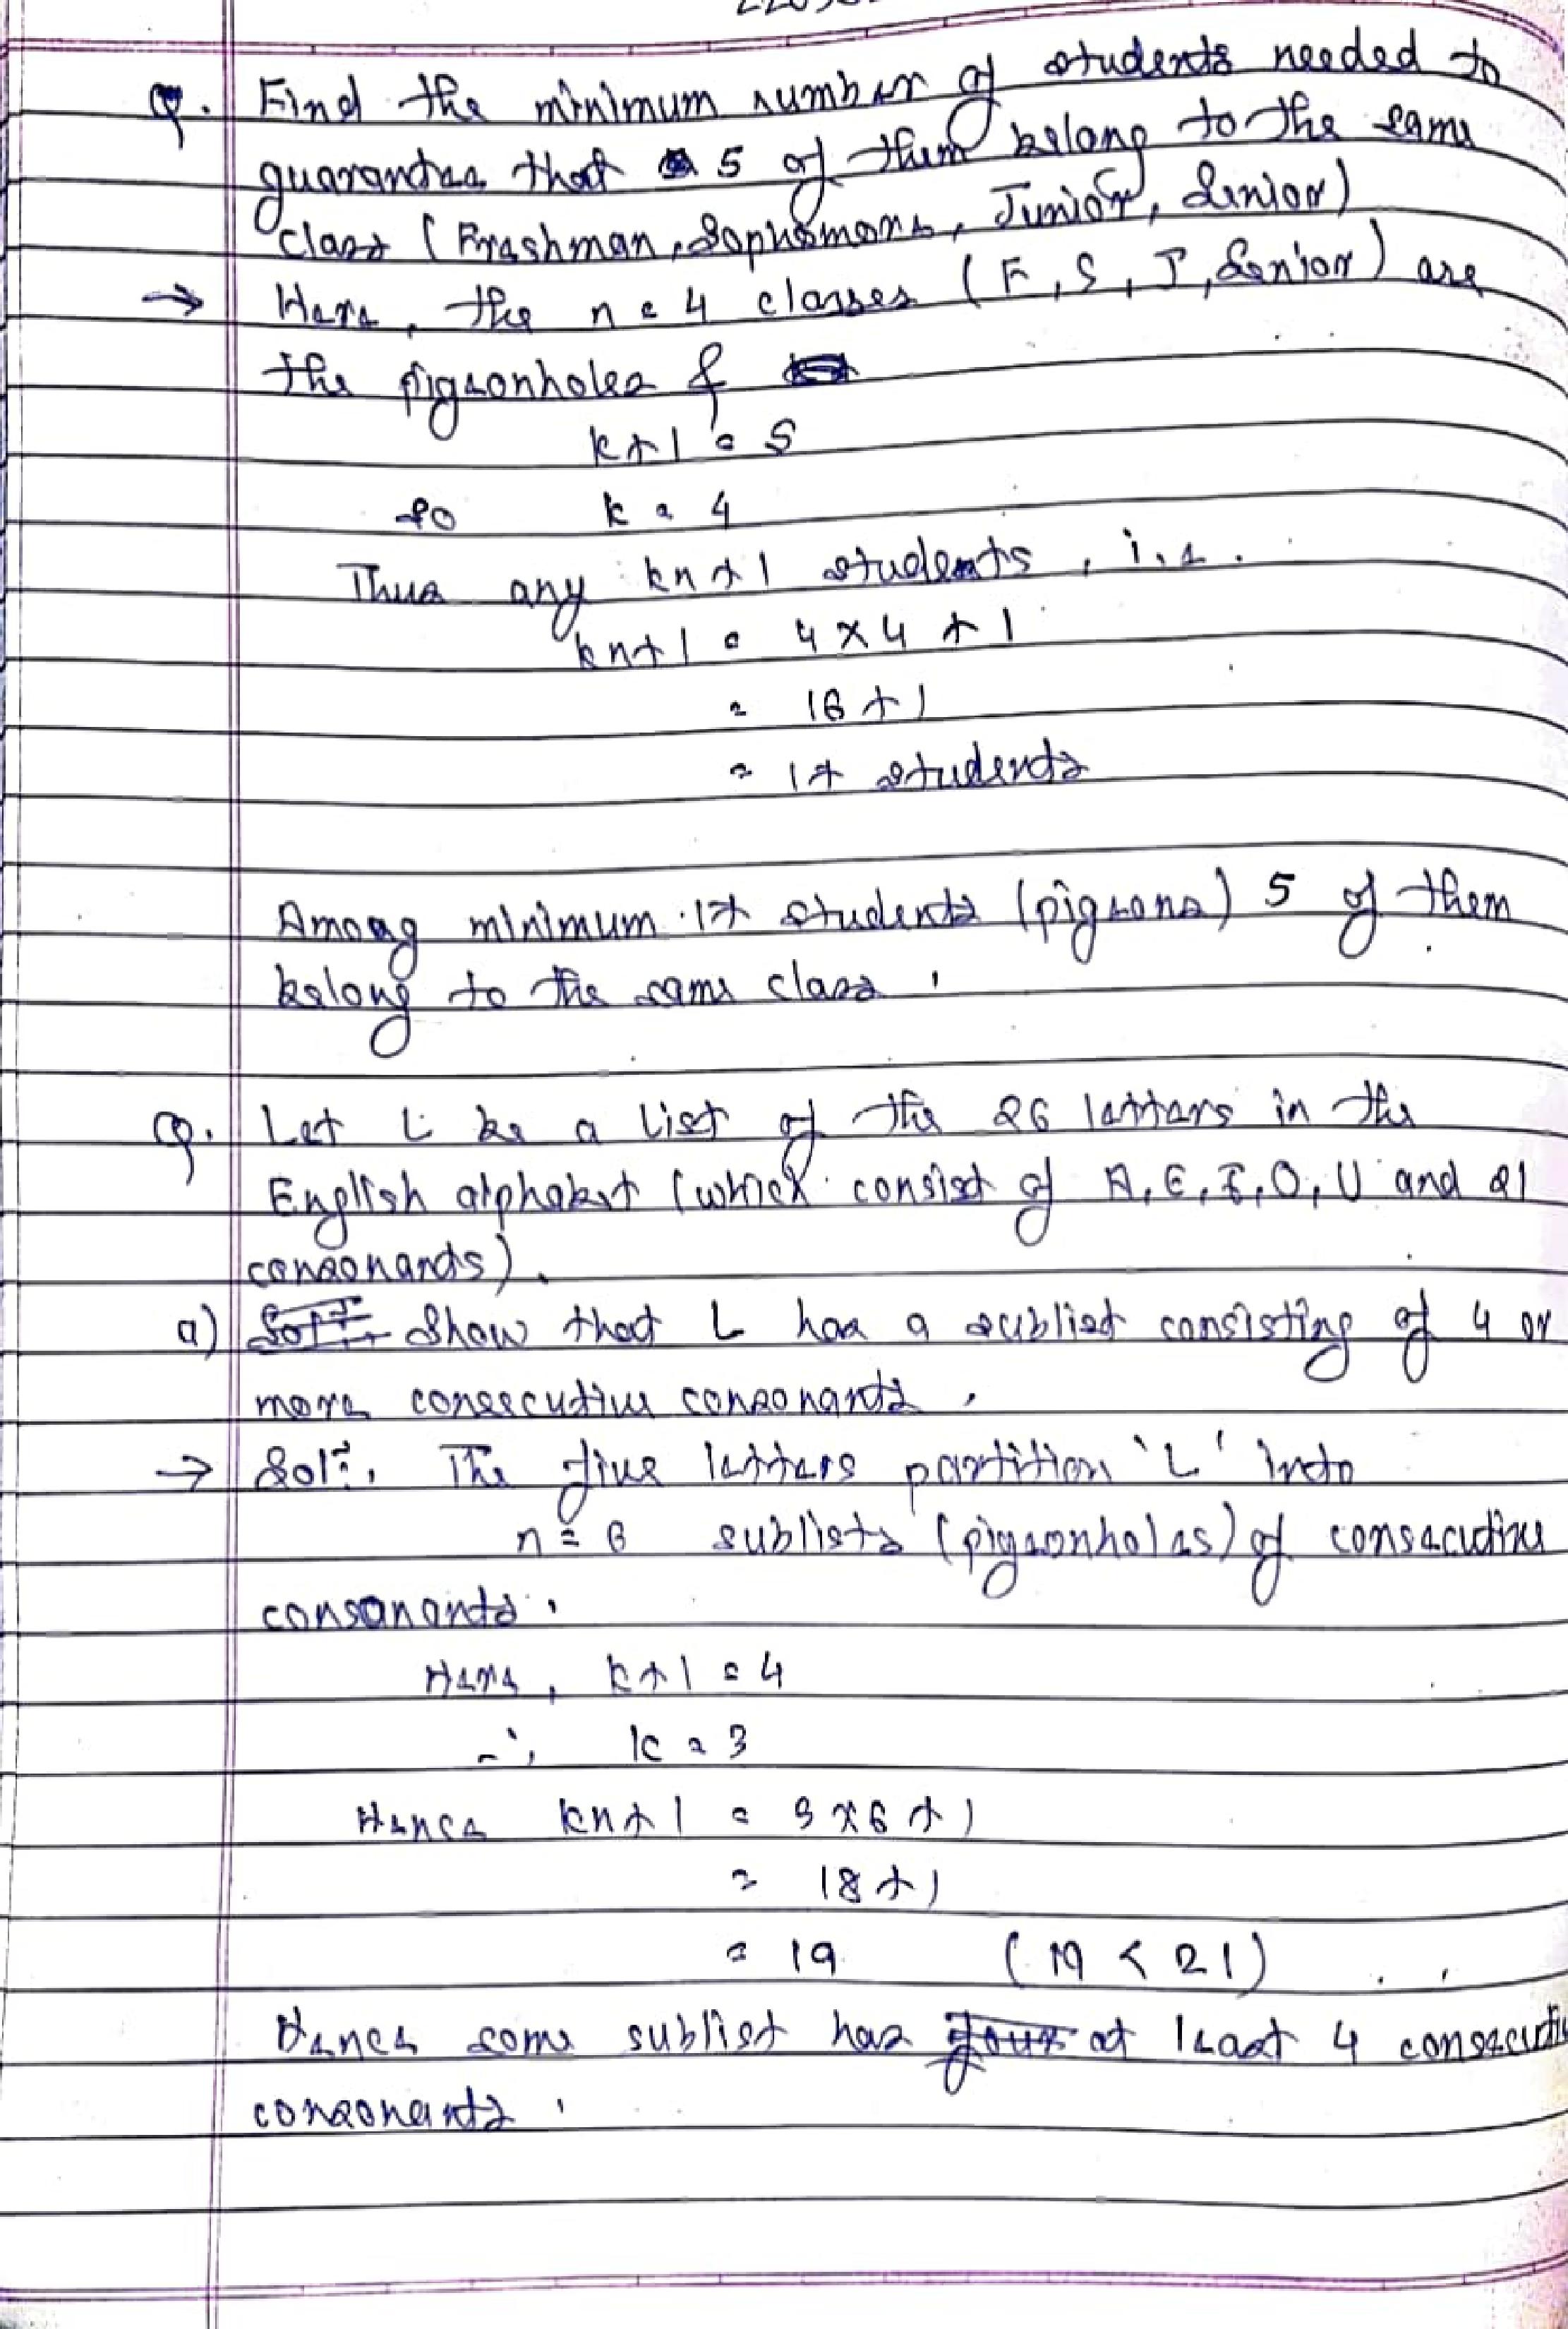 Q. Find the minimum number of students needed to
guarantee that 5 of them belong to the same
class (Freshman, Sophomore, Junior, Senior)
→ Here, the n = 4 classes (F, S, J, Senior) are
the pigeonholes &
k+1 = 5
so k = 4
Thus any kn+1 students, i.e.
kn+1 = 4×4+1
= 16+1
= 17 students
Among minimum 17 students (pigeons) 5 of them
belong to the same class.
Q. Let L be a list of the 26 letters in the
English alphabet (which consist of A, E, I, O, U and 21
consonants).
a) Show that L has a sublist consisting of 4 or
more consecutive consonants.
→ Solⁿ. The five letters partition 'L' into
n = 6 sublists (pigeonholes) of consecutive
consonants.
Here, k+1 = 4
∴ k = 3
Hence kn+1 = 3×6+1
= 18+1
= 19 (19 < 21)
Hence some sublist has four at least 4 consecuti
consonants.